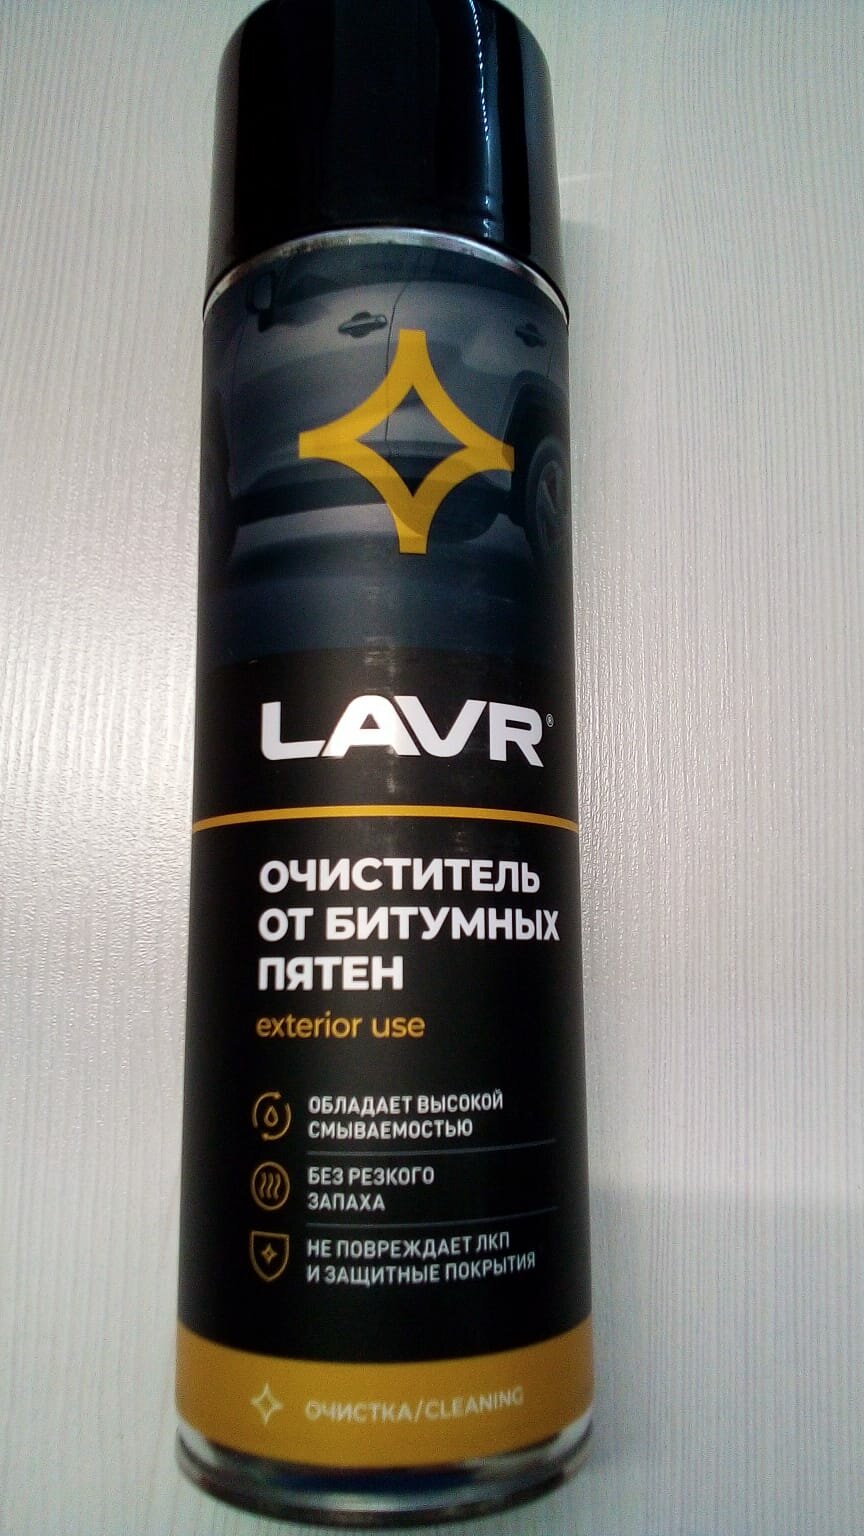 LAVR®
ОЧИСТИТЕЛЬ
ОТ БИТУМНЫХ
ПЯТЕН
exterior use
ОБЛАДАЕТ ВЫСОКОЙ
СМЫВАЕМОСТЬЮ
БЕЗ РЕЗКОГО
ЗАПАХА
НЕ ПОВРЕЖДАЕТ ЛКП
И ЗАЩИТНЫЕ ПОКРЫТИЯ
ОЧИСТКА/CLEANING